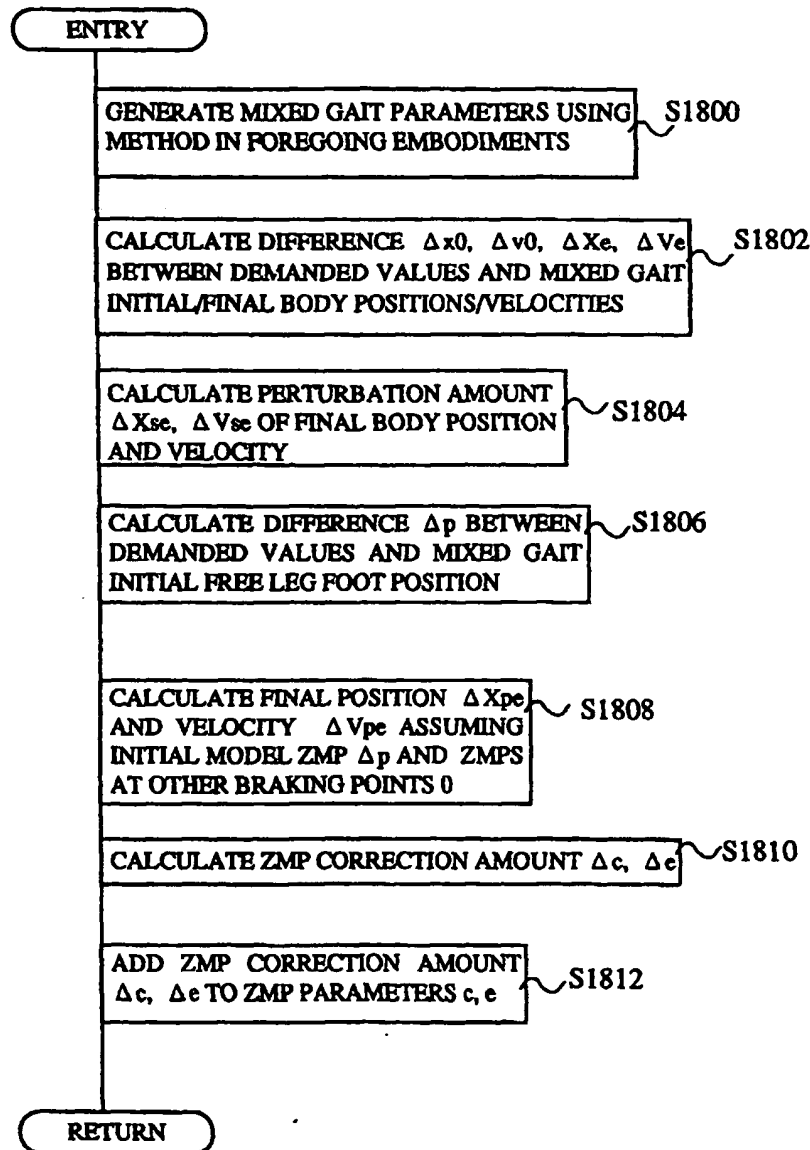 ENTRY
GENERATE MIXED GAIT PARAMETERS USING
METHOD IN FOREGOING EMBODIMENTS
S1800
CALCULATE DIFFERENCE Δx0, Δv0, ΔXe, ΔVe
BETWEEN DEMANDED VALUES AND MIXED GAIT
INITIAL/FINAL BODY POSITIONS/VELOCITIES
S1802
CALCULATE PERTURBATION AMOUNT
ΔXse, ΔVse OF FINAL BODY POSITION
AND VELOCITY
S1804
CALCULATE DIFFERENCE Δp BETWEEN
DEMANDED VALUES AND MIXED GAIT
INITIAL FREE LEG FOOT POSITION
S1806
CALCULATE FINAL POSITION ΔXpe
AND VELOCITY ΔVpe ASSUMING
INITIAL MODEL ZMP Δp AND ZMPS
AT OTHER BRAKING POINTS 0
S1808
CALCULATE ZMP CORRECTION AMOUNT Δc, Δe
S1810
ADD ZMP CORRECTION AMOUNT
Δc, Δe TO ZMP PARAMETERS c, e
S1812
RETURN